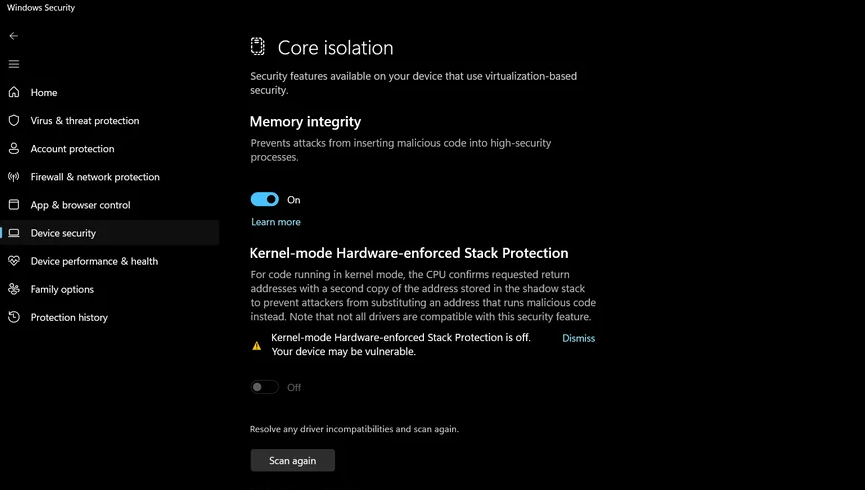 Windows Security
Home
Virus & threat protection
Account protection
Firewall & network protection
App & browser control
Device security
Device performance & health
Family options
Protection history
Core isolation
Security features available on your device that use virtualization-based
security.
Memory integrity
Prevents attacks from inserting malicious code into high-security
processes.
On
Learn more
Kernel-mode Hardware-enforced Stack Protection
For code running in kernel mode, the CPU confirms requested return
addresses with a second copy of the address stored in the shadow stack
to prevent attackers from substituting an address that runs malicious code
instead. Note that not all drivers are compatible with this security feature.
Kernel-mode Hardware-enforced Stack Protection is off.
Your device may be vulnerable.
Dismiss
Off
Resolve any driver incompatibilities and scan again.
Scan again